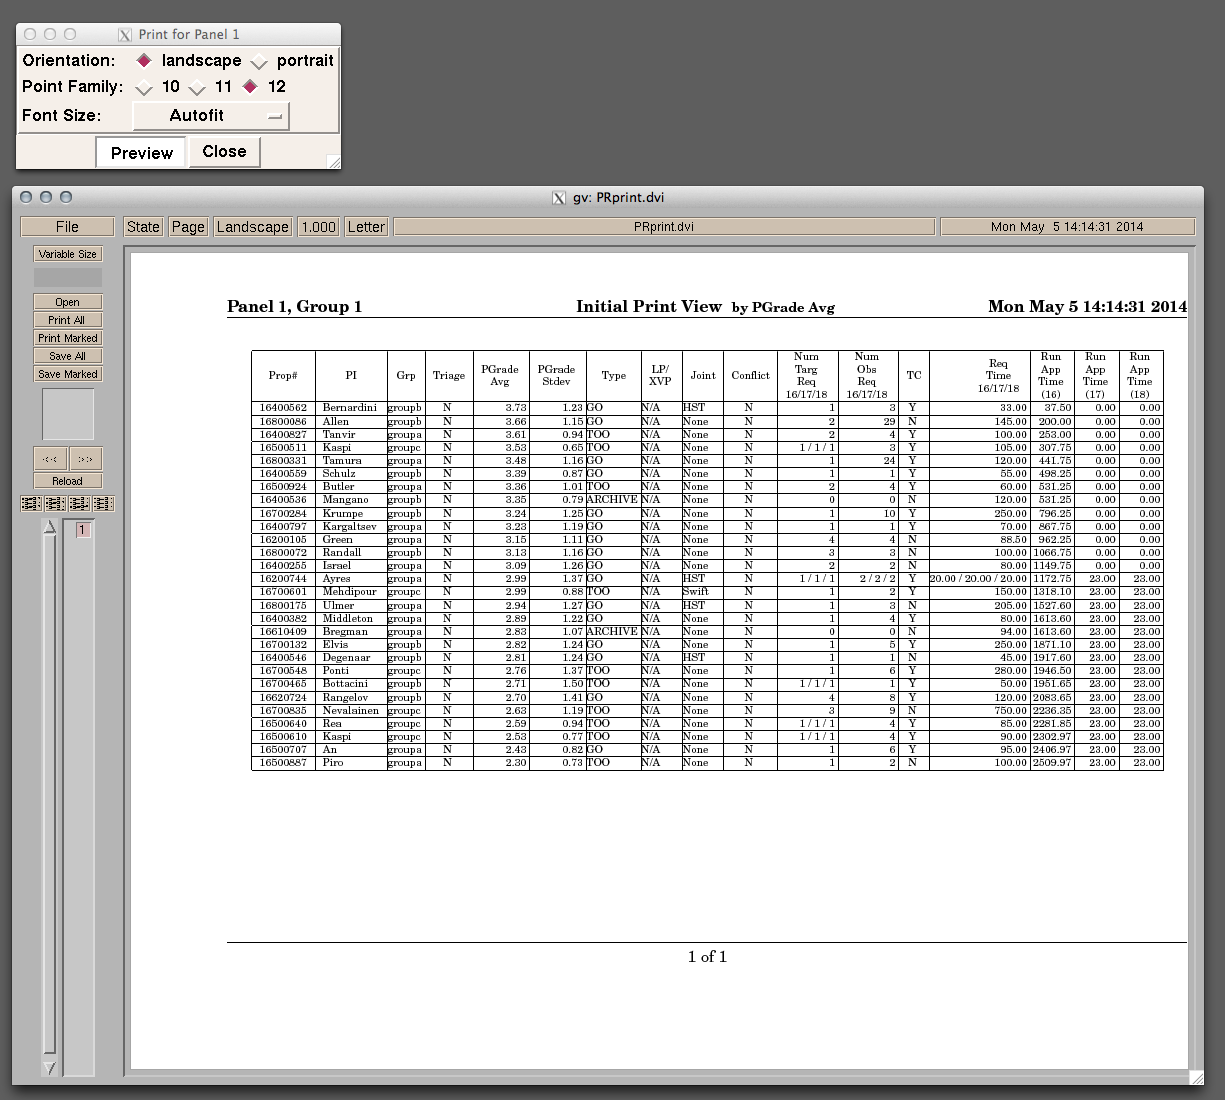 Print for Panel 1
Orientation: landscape portrait
Point Family: 10 11 12
Font Size: Autofit
Preview Close
gv: PRprint.dvi
File State Page Landscape 1.000 Letter PRprint.dvi Mon May 5 14:14:31 2014
Variable Size
Open
Print All
Print Marked
Save All
Save Marked
<< >>
Reload
1
Panel 1, Group 1 Initial Print View by PGrade Avg Mon May 5 14:14:31 2014
Prop# PI Grp Triage PGrade Avg PGrade Stdev Type LP/ XVP Joint Conflict Num Targ Req 16/17/18 Num Obs Req 16/17/18 TC Req Time 16/17/18 Run App Time (16) Run App Time (17) Run App Time (18)
16400562 Bernardini groupb N 3.73 1.23 GO N/A HST N 1 3 Y 33.00 37.50 0.00 0.00
16800086 Allen groupb N 3.66 1.15 GO N/A None N 2 29 N 145.00 200.00 0.00 0.00
16400827 Tanvir groupa N 3.61 0.94 TOO N/A None N 2 4 Y 100.00 253.00 0.00 0.00
16500511 Kaspi groupc N 3.53 0.65 TOO N/A None N 1 / 1 / 1 3 Y 105.00 307.75 0.00 0.00
16800331 Tamura groupa N 3.48 1.16 GO N/A None N 1 24 Y 120.00 441.75 0.00 0.00
16400559 Schulz groupb N 3.39 0.87 GO N/A None N 1 1 Y 55.00 498.25 0.00 0.00
16500924 Butler groupa N 3.36 1.01 TOO N/A None N 2 4 Y 60.00 531.25 0.00 0.00
16400536 Mangano groupb N 3.35 0.79 ARCHIVE N/A None N 0 0 N 120.00 531.25 0.00 0.00
16700284 Krumpe groupb N 3.24 1.25 GO N/A None N 1 10 Y 250.00 796.25 0.00 0.00
16400797 Kargaltsev groupa N 3.23 1.19 GO N/A None N 1 1 Y 70.00 867.75 0.00 0.00
16200105 Green groupa N 3.15 1.11 GO N/A None N 4 4 N 88.50 962.25 0.00 0.00
16800072 Randall groupb N 3.13 1.16 GO N/A None N 3 3 N 100.00 1066.75 0.00 0.00
16400255 Israel groupa N 3.09 1.26 GO N/A None N 2 2 N 80.00 1149.75 0.00 0.00
16200744 Ayres groupa N 2.99 1.37 GO N/A HST N 1 / 1 / 1 2 / 2 / 2 Y 20.00 / 20.00 / 20.00 1172.75 23.00 23.00
16700601 Mehdipour groupc N 2.99 0.88 TOO N/A Swift N 1 2 Y 150.00 1318.10 23.00 23.00
16800175 Ulmer groupa N 2.94 1.27 GO N/A HST N 1 3 N 205.00 1527.60 23.00 23.00
16400382 Middleton groupa N 2.89 1.22 GO N/A None N 1 4 Y 80.00 1613.60 23.00 23.00
16610409 Bregman groupa N 2.83 1.07 ARCHIVE N/A None N 0 0 N 94.00 1613.60 23.00 23.00
16700132 Elvis groupb N 2.82 1.24 GO N/A None N 1 5 Y 250.00 1871.10 23.00 23.00
16400546 Degenaar groupb N 2.81 1.24 GO N/A HST N 1 1 N 45.00 1917.60 23.00 23.00
16700548 Ponti groupc N 2.76 1.37 TOO N/A None N 1 6 Y 280.00 1946.50 23.00 23.00
16700465 Bottacini groupb N 2.71 1.50 TOO N/A None N 1 / 1 / 1 1 Y 50.00 1951.65 23.00 23.00
16620724 Rangelov groupb N 2.70 1.41 GO N/A None N 4 8 Y 120.00 2083.65 23.00 23.00
16700835 Nevalainen groupc N 2.63 1.19 TOO N/A None N 3 9 N 750.00 2236.35 23.00 23.00
16500640 Rea groupc N 2.59 0.94 TOO N/A None N 1 / 1 / 1 4 Y 85.00 2281.85 23.00 23.00
16500610 Kaspi groupc N 2.53 0.77 TOO N/A None N 1 / 1 / 1 4 Y 90.00 2302.97 23.00 23.00
16500707 An groupa N 2.43 0.82 GO N/A None N 1 6 Y 95.00 2406.97 23.00 23.00
16500887 Piro groupa N 2.30 0.73 TOO N/A None N 1 2 N 100.00 2509.97 23.00 23.00
1 of 1